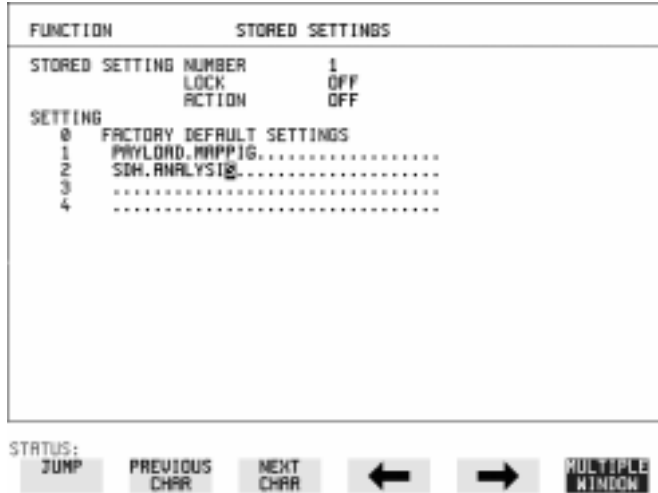 FUNCTION STORED SETTINGS
STORED SETTING NUMBER 1
LOCK OFF
ACTION OFF
SETTING
0 FACTORY DEFAULT SETTINGS
1 PAYLOAD.MAPPIG..................
2 SDH.ANALYSIS....................
3 ................................
4 ................................
STATUS:
JUMP PREVIOUS CHAR NEXT CHAR MULTIPLE WINDOW